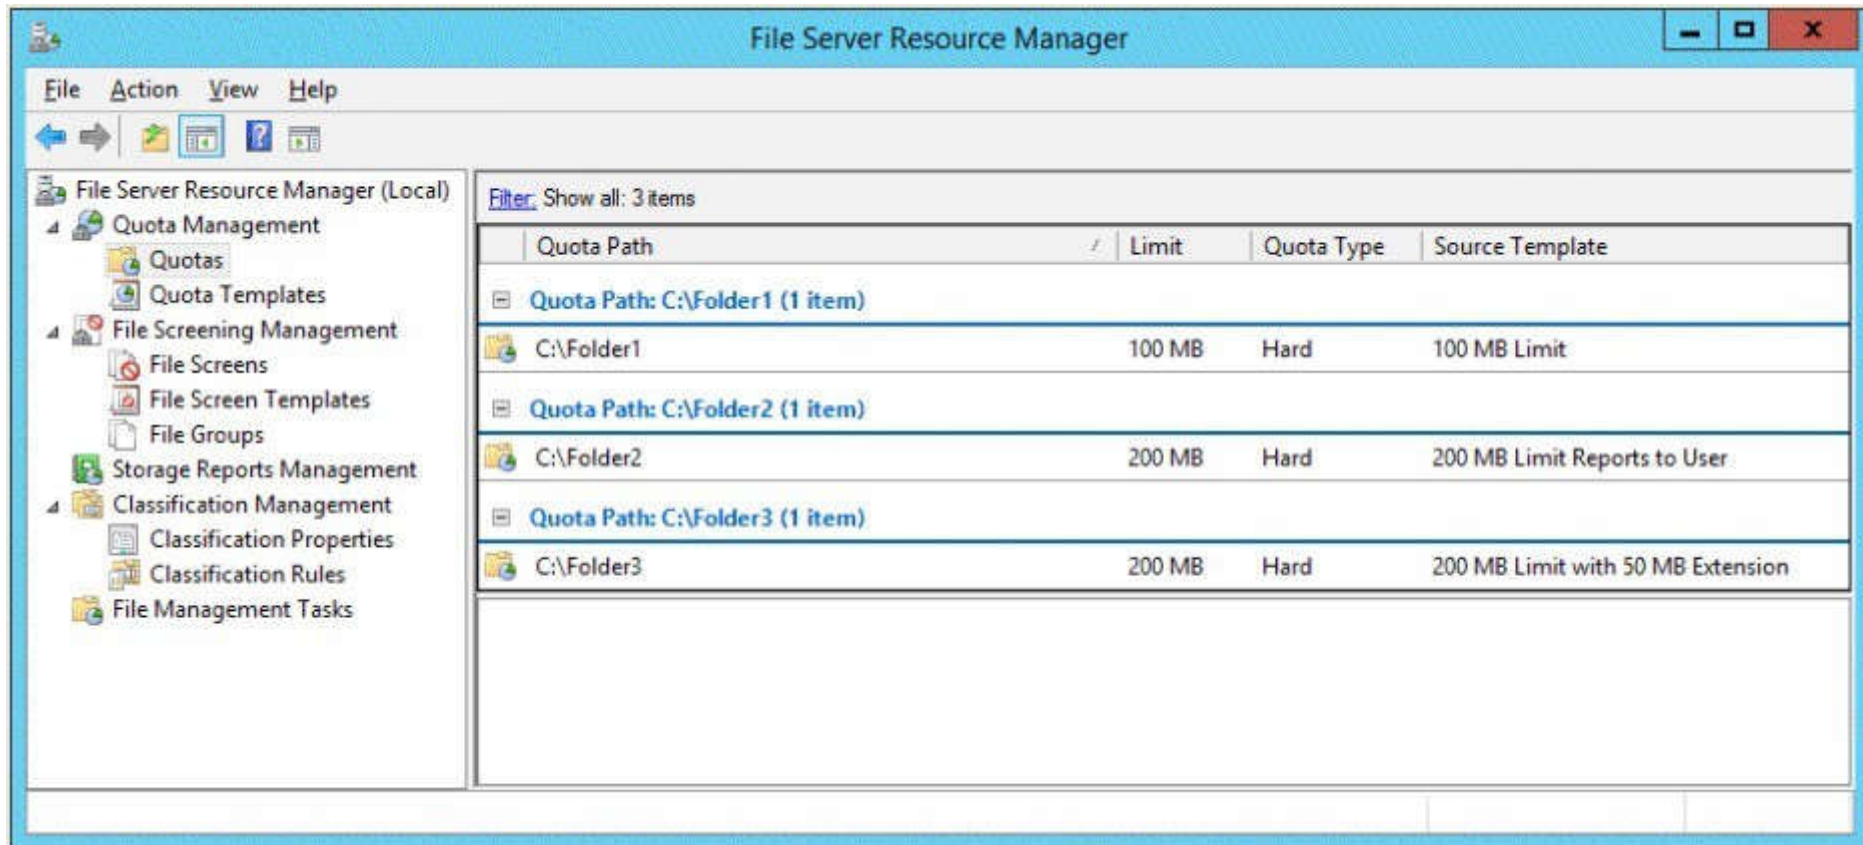 File Server Resource Manager
File Action View Help
File Server Resource Manager (Local)
Quota Management
Quotas
Quota Templates
File Screening Management
File Screens
File Screen Templates
File Groups
Storage Reports Management
Classification Management
Classification Properties
Classification Rules
File Management Tasks
Filter: Show all: 3 items
Quota Path / Limit Quota Type Source Template
Quota Path: C:\Folder1 (1 item)
C:\Folder1 100 MB Hard 100 MB Limit
Quota Path: C:\Folder2 (1 item)
C:\Folder2 200 MB Hard 200 MB Limit Reports to User
Quota Path: C:\Folder3 (1 item)
C:\Folder3 200 MB Hard 200 MB Limit with 50 MB Extension